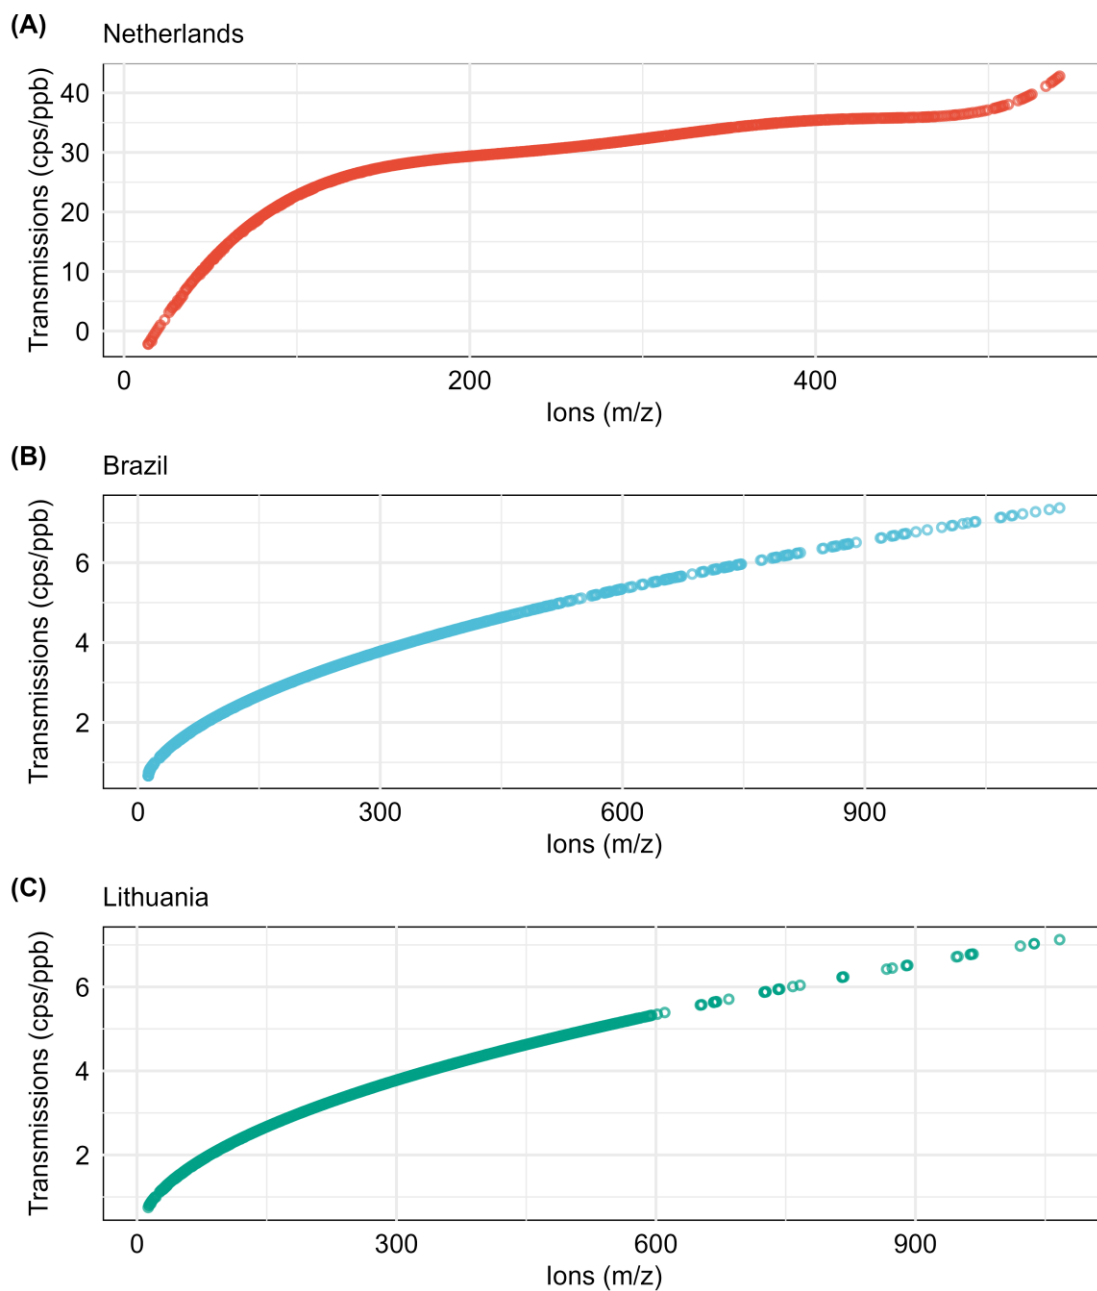 (A)
Netherlands
Transmissions (cps/ppb)
40
30
20
10
0
0 200 400
Ions (m/z)
(B)
Brazil
Transmissions (cps/ppb)
6
4
2
0 300 600 900
Ions (m/z)
(C)
Lithuania
Transmissions (cps/ppb)
6
4
2
0 300 600 900
Ions (m/z)